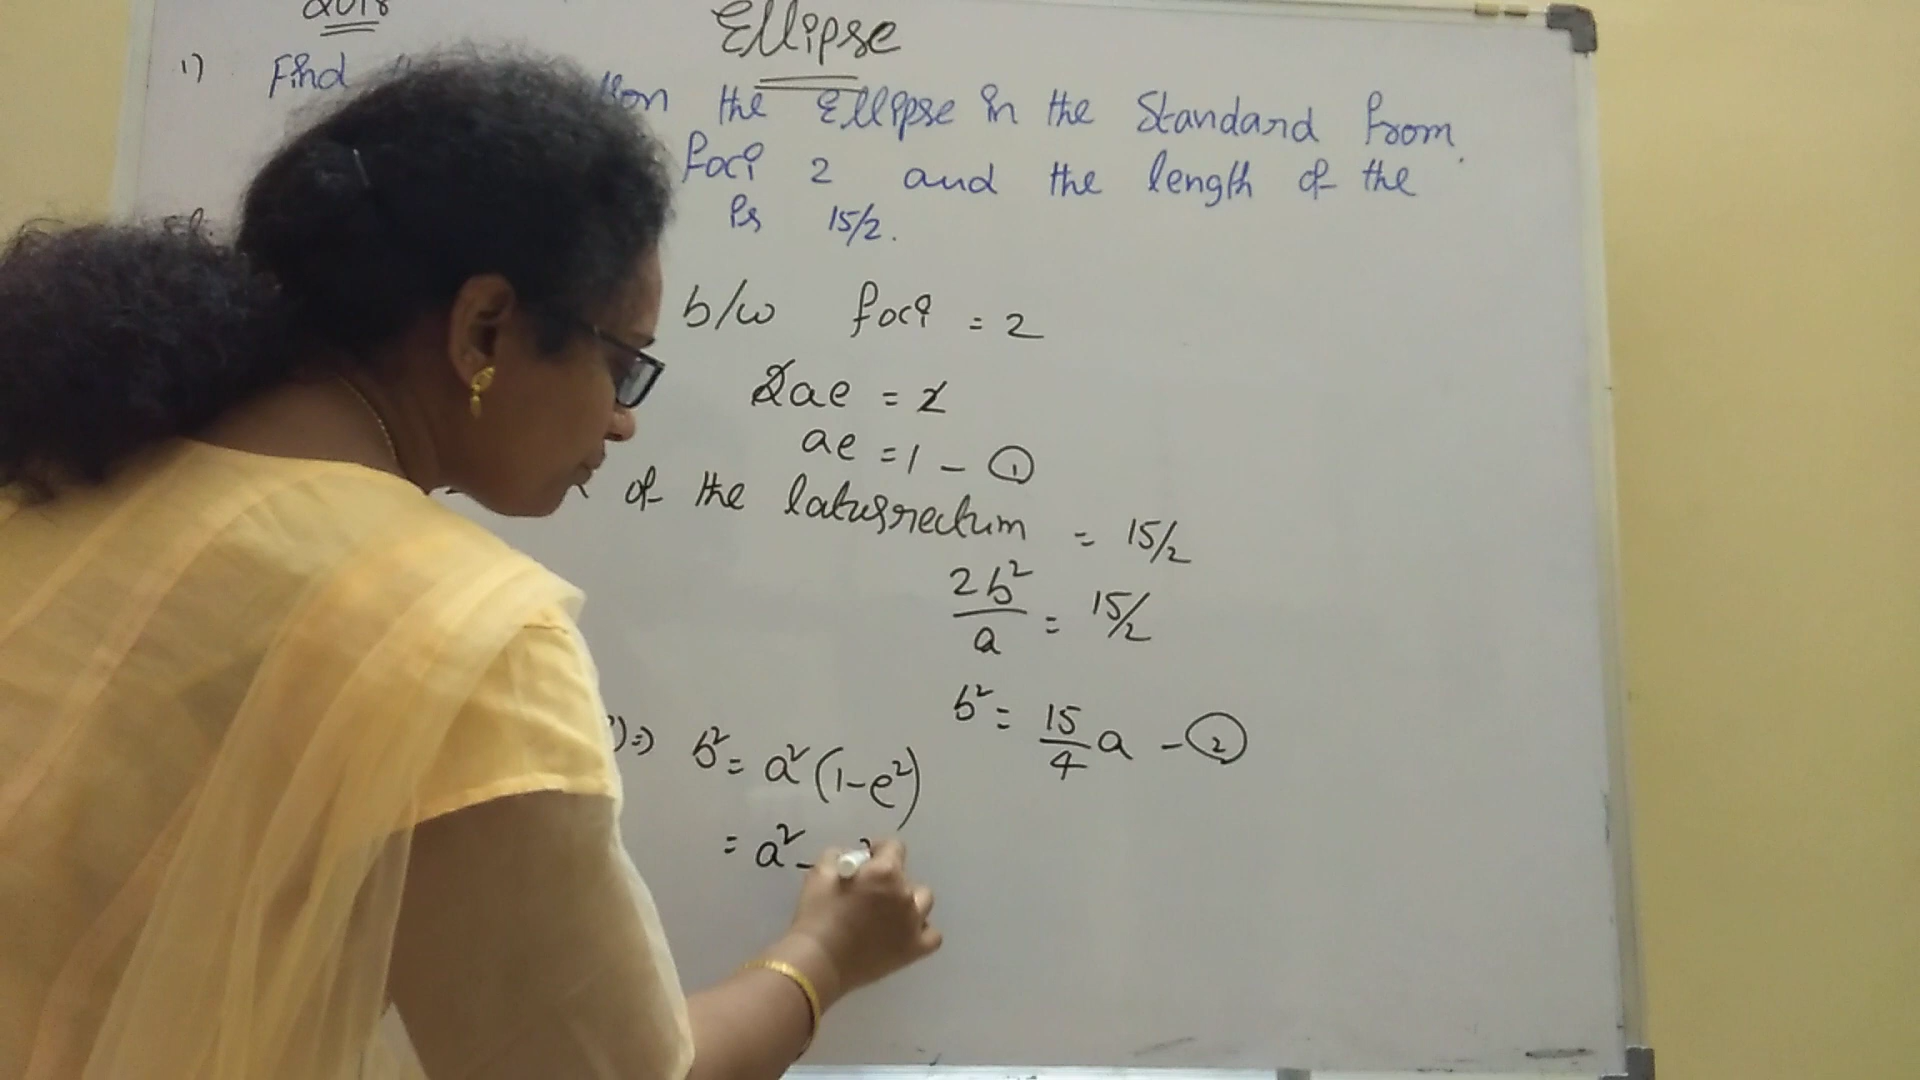 2018
Ellipse
1) Find the the Ellipse in the Standard From
foci 2 and the length of the
is 15/2.
b/w foci = 2
2ae = 2
ae = 1 - ①
of the latusrectum = 15/2
2b²/a = 15/2
b² = 15/4 a - ②
⇒ b² = a²(1-e²)
= a² -